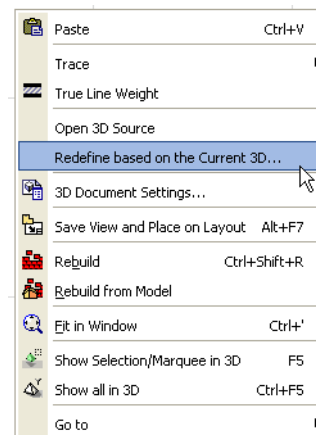 Paste Ctrl+V
Trace
True Line Weight
Open 3D Source
Redefine based on the Current 3D...
3D Document Settings...
Save View and Place on Layout Alt+F7
Rebuild Ctrl+Shift+R
Rebuild from Model
Fit in Window Ctrl+'
Show Selection/Marquee in 3D F5
Show all in 3D Ctrl+F5
Go to